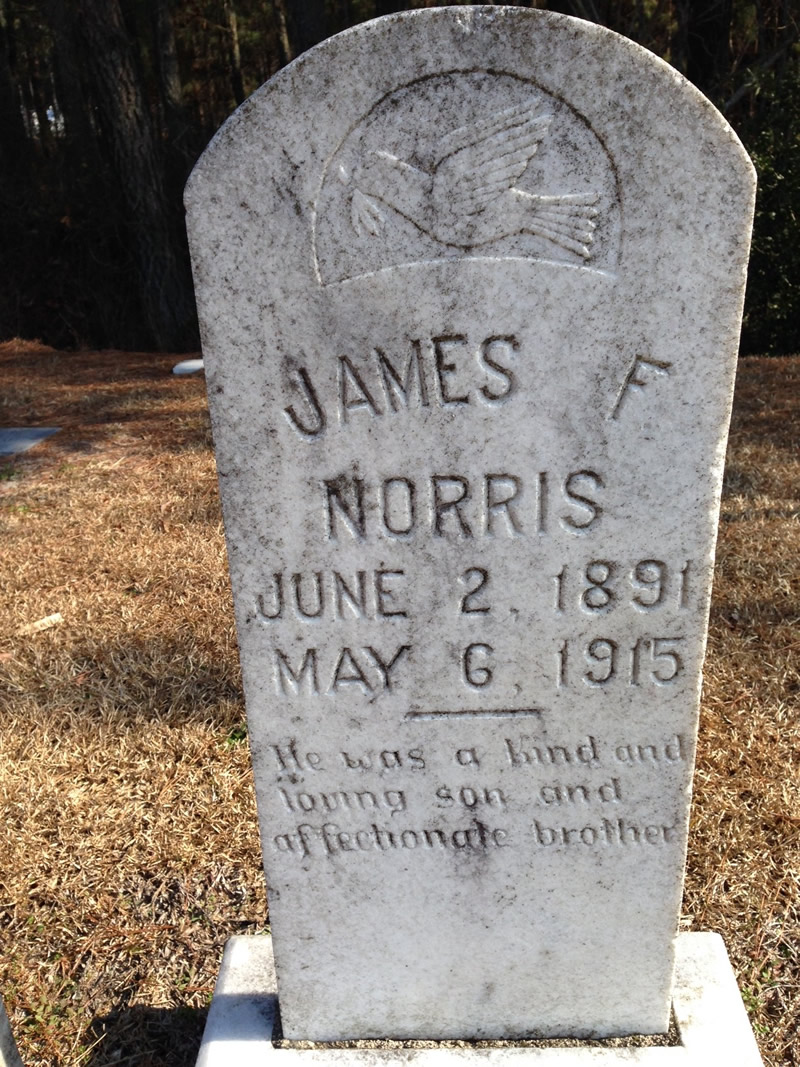 JAMES F
NORRIS
JUNE 2, 1891
MAY 6, 1915
He was a kind and
loving son and
affectionate brother